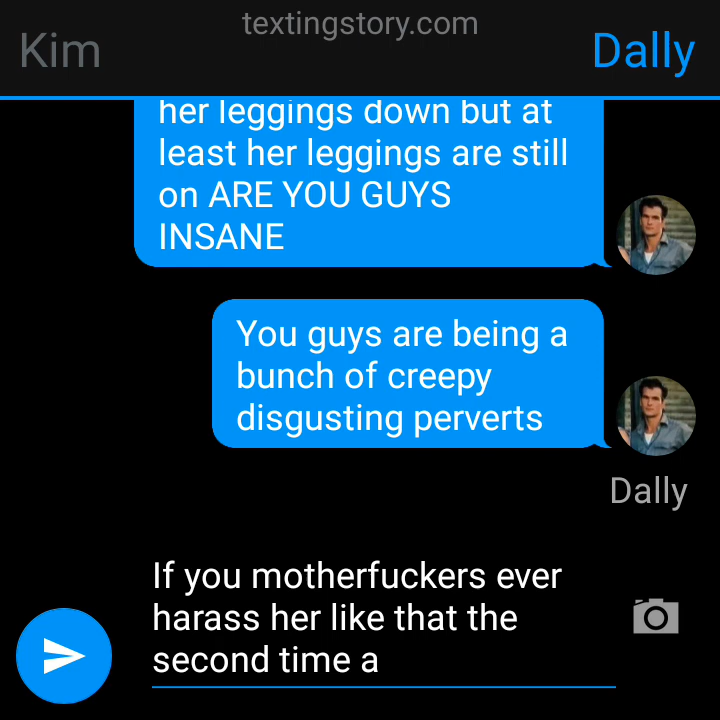 textingstory.com
Kim
Dally
her leggings down but at
least her leggings are still
on ARE YOU GUYS
INSANE
You guys are being a
bunch of creepy
disgusting perverts
Dally
If you motherfuckers ever
harass her like that the
second time a